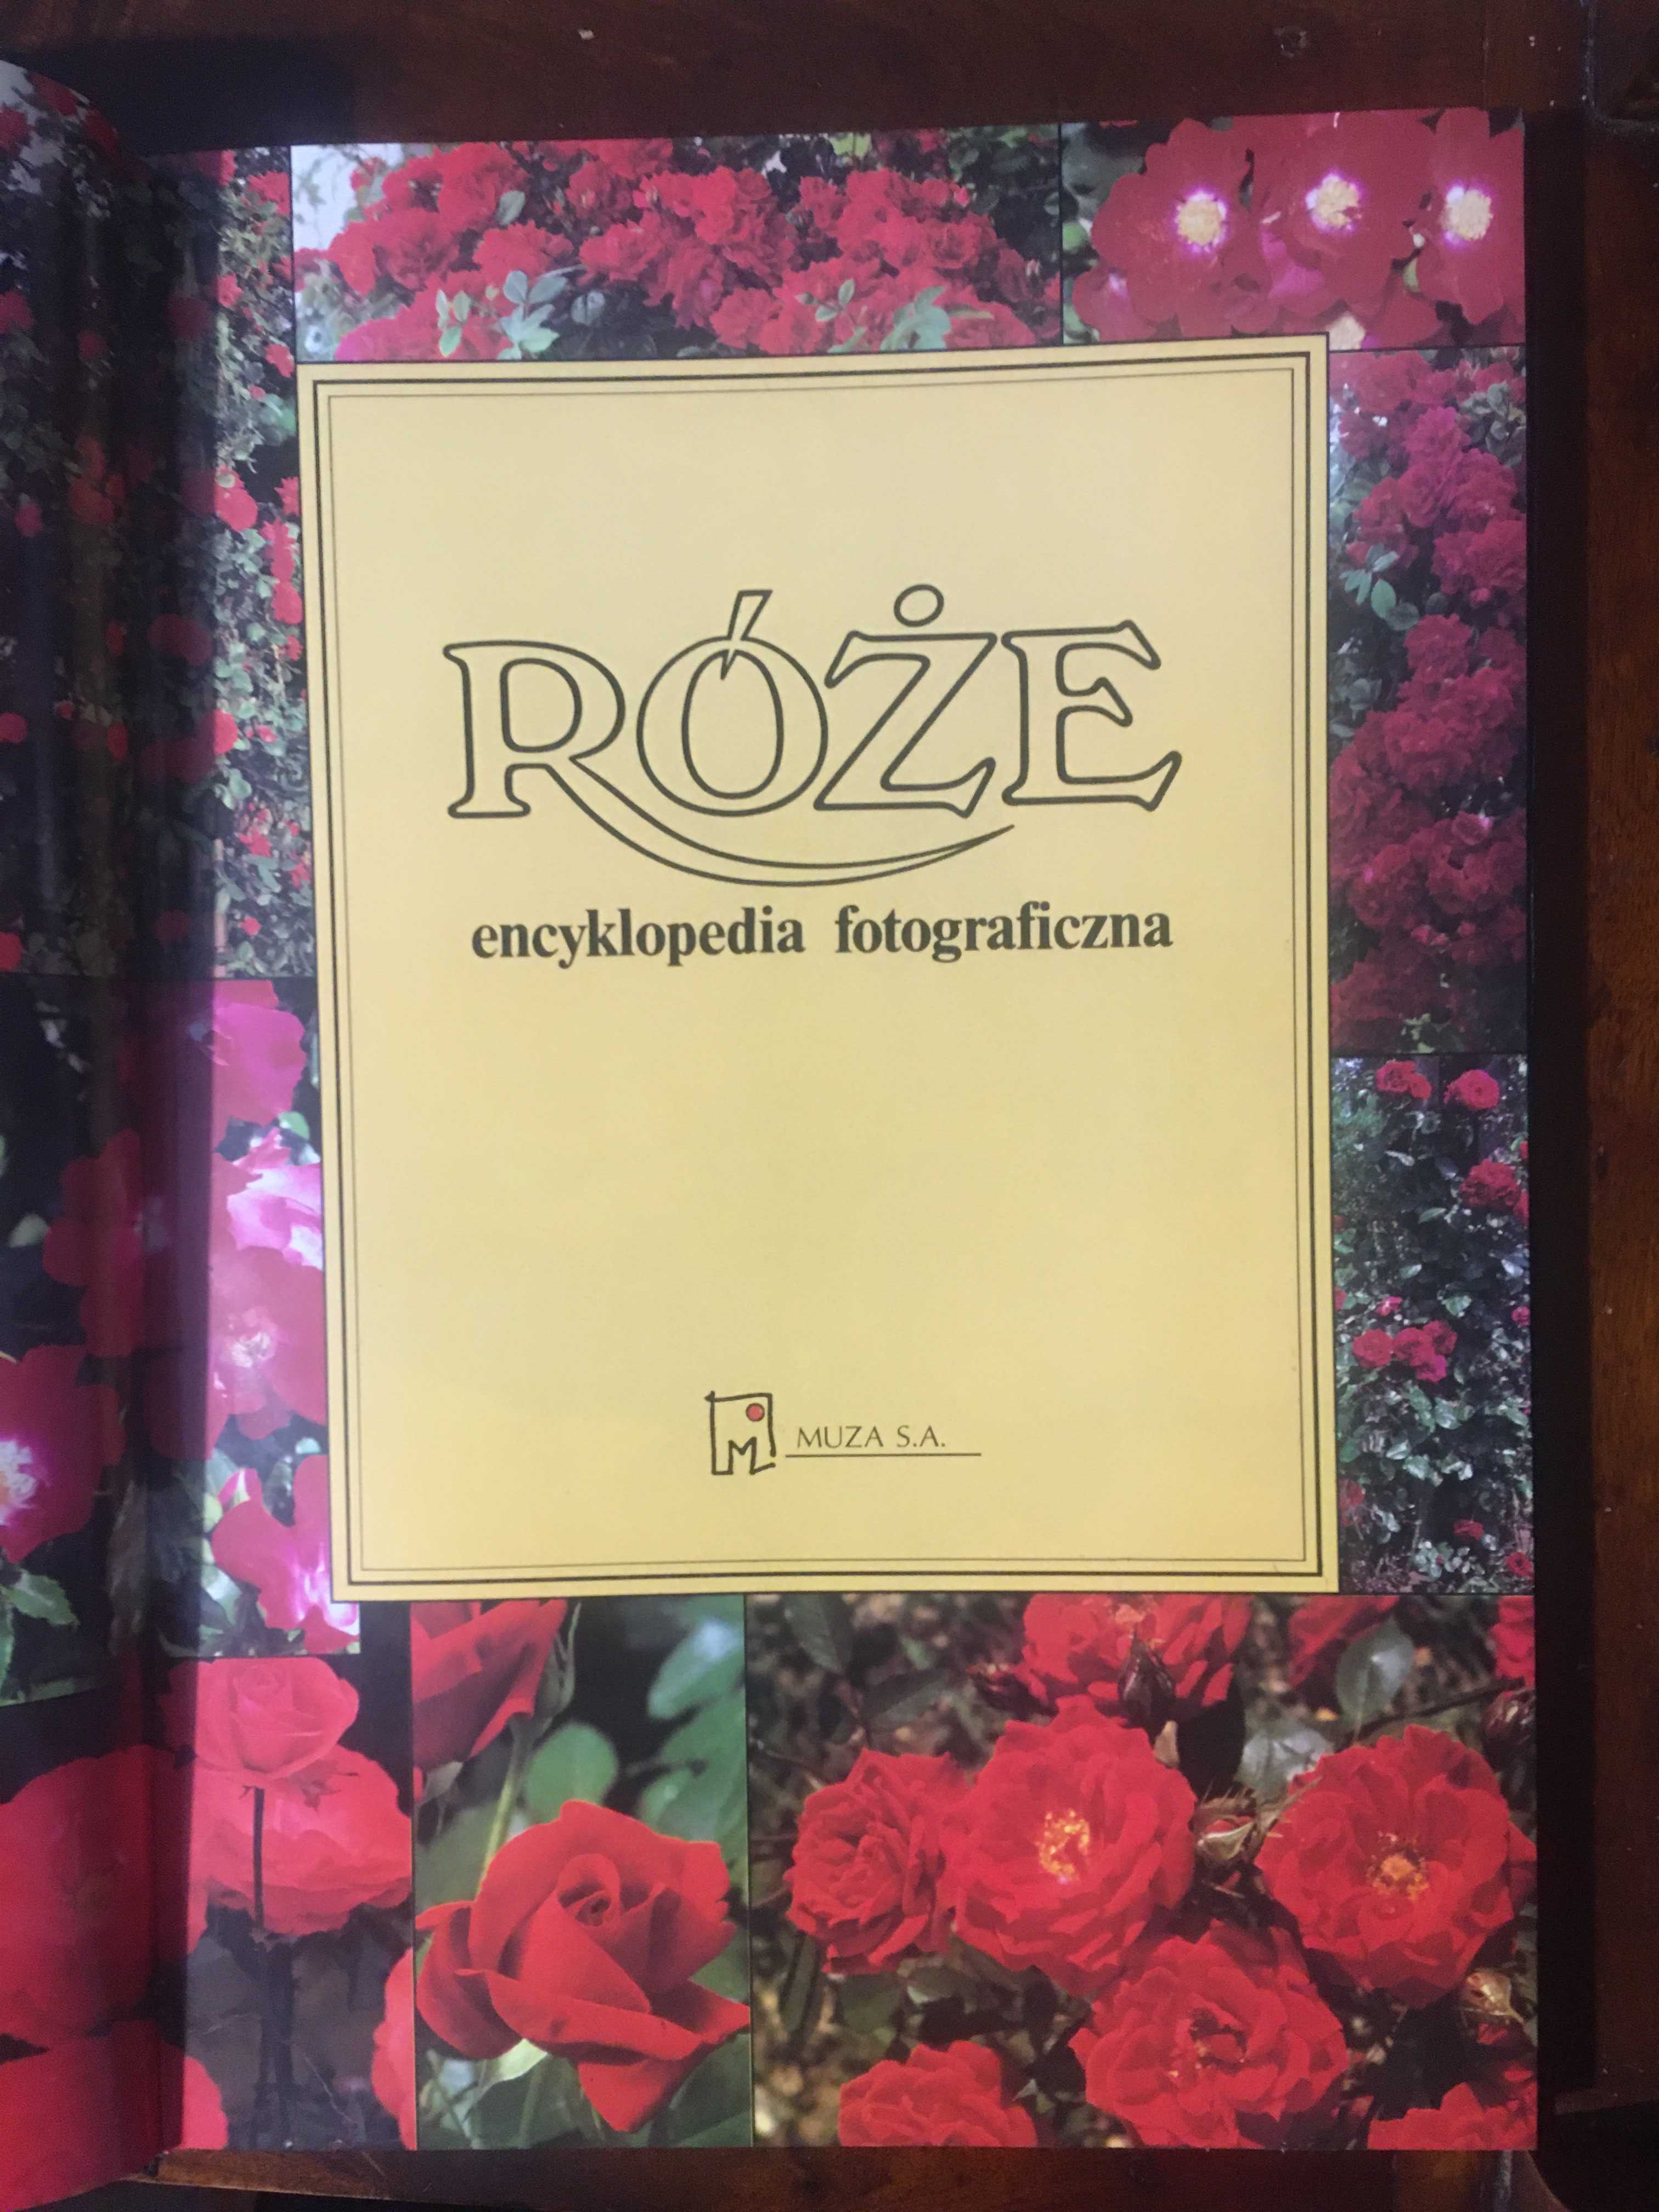 RÓŻE
encyklopedia fotograficzna
M MUZA S.A.